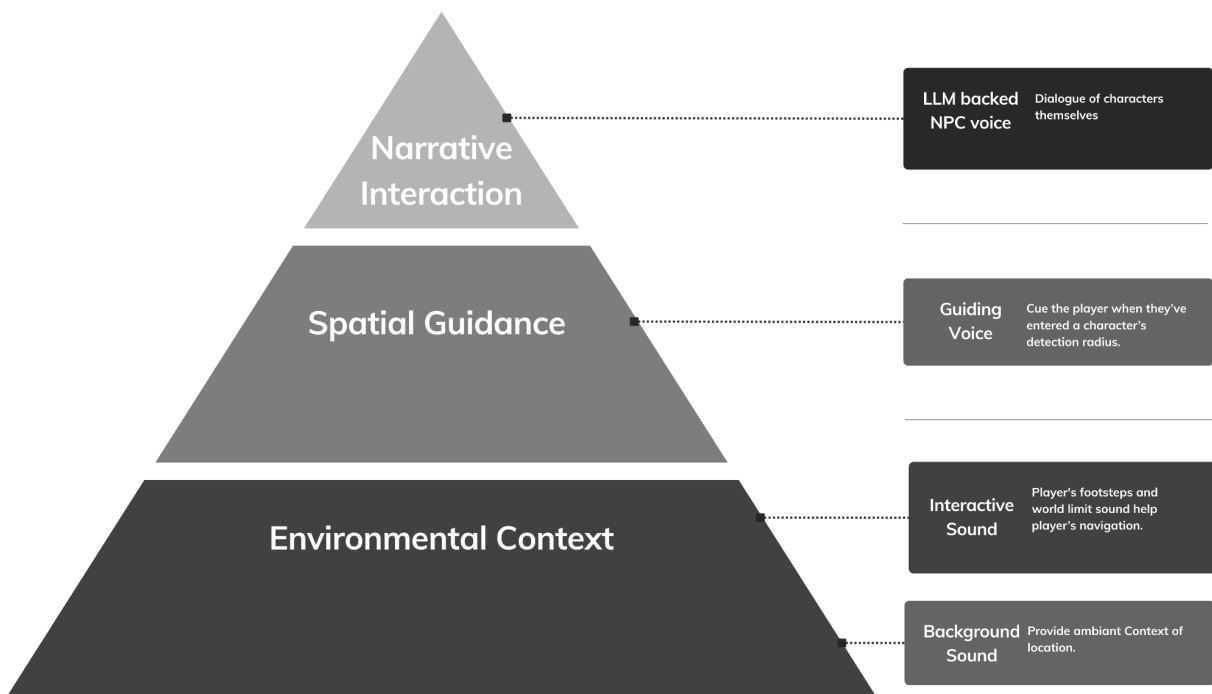 Narrative
Interaction
LLM backed
NPC voice
Dialogue of characters
themselves
Spatial Guidance
Guiding
Voice
Cue the player when they've
entered a character's
detection radius.
Environmental Context
Interactive
Sound
Player's footsteps and
world limit sound help
player's navigation.
Background
Sound
Provide ambiant Context of
location.